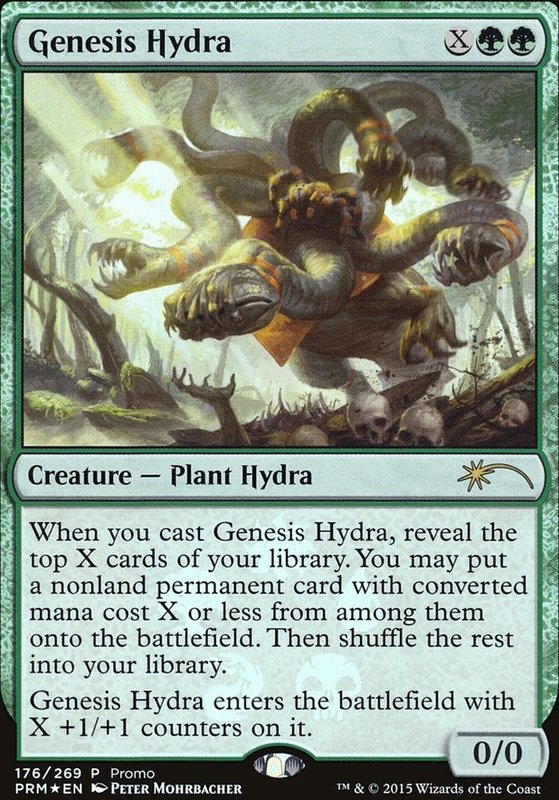 Genesis Hydra X
Creature — Plant Hydra
When you cast Genesis Hydra, reveal the
top X cards of your library. You may put
a nonland permanent card with converted
mana cost X or less from among them
onto the battlefield. Then shuffle the rest
into your library.
Genesis Hydra enters the battlefield with
X +1/+1 counters on it.
0/0
176/269 P Promo
PRM★EN Peter Mohrbacher ™ & © 2015 Wizards of the Coast